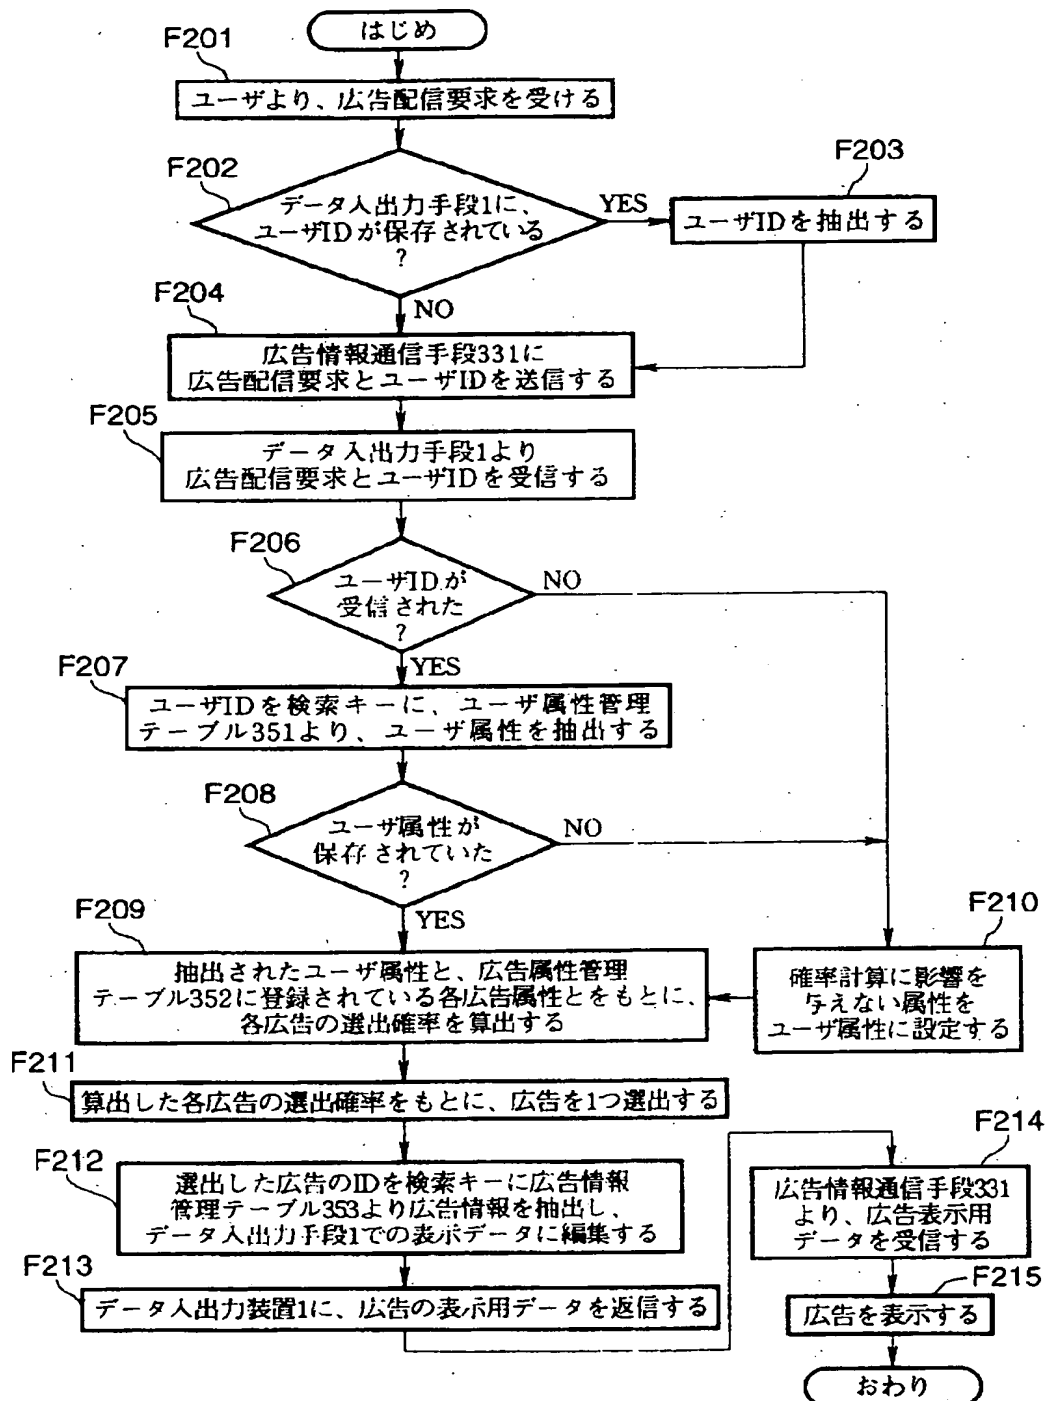 はじめ
F201
ユーザより、広告配信要求を受ける
F202
データ入出力手段1に、
ユーザIDが保存されている
?
YES
F203
ユーザIDを抽出する
NO
F204
広告情報通信手段331に
広告配信要求とユーザIDを送信する
F205
データ入出力手段1より
広告配信要求とユーザIDを受信する
F206
ユーザIDが
受信された
?
NO
YES
F207
ユーザIDを検索キーに、ユーザ属性管理
テーブル351より、ユーザ属性を抽出する
F208
ユーザ属性が
保存されていた
?
NO
YES
F209
抽出されたユーザ属性と、広告属性管理
テーブル352に登録されている各広告属性とをもとに、
各広告の選出確率を算出する
F210
確率計算に影響を
与えない属性を
ユーザ属性に設定する
F211
算出した各広告の選出確率をもとに、広告を1つ選出する
F212
選出した広告のIDを検索キーに広告情報
管理テーブル353より広告情報を抽出し、
データ入出力手段1での表示データに編集する
F213
データ入出力装置1に、広告の表示用データを返信する
F214
広告情報通信手段331
より、広告表示用
データを受信する
F215
広告を表示する
おわり